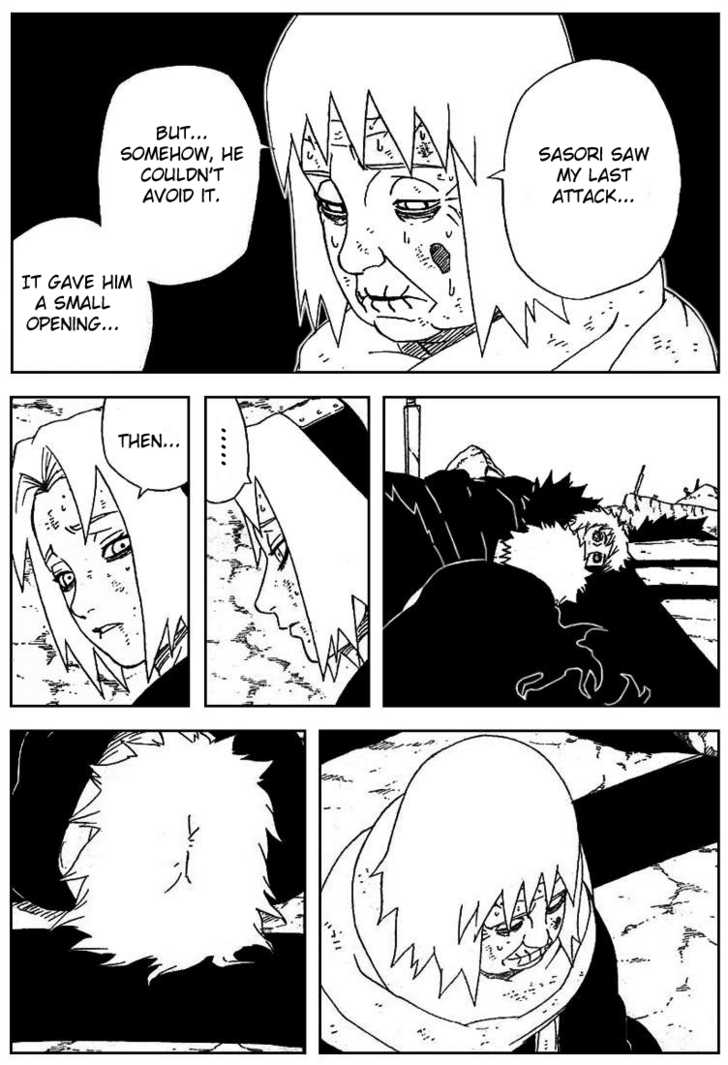 SASORI SAW
MY LAST
ATTACK...
BUT...
SOMEHOW, HE
COULDN'T
AVOID IT.
IT GAVE HIM
A SMALL
OPENING...
THEN...
......